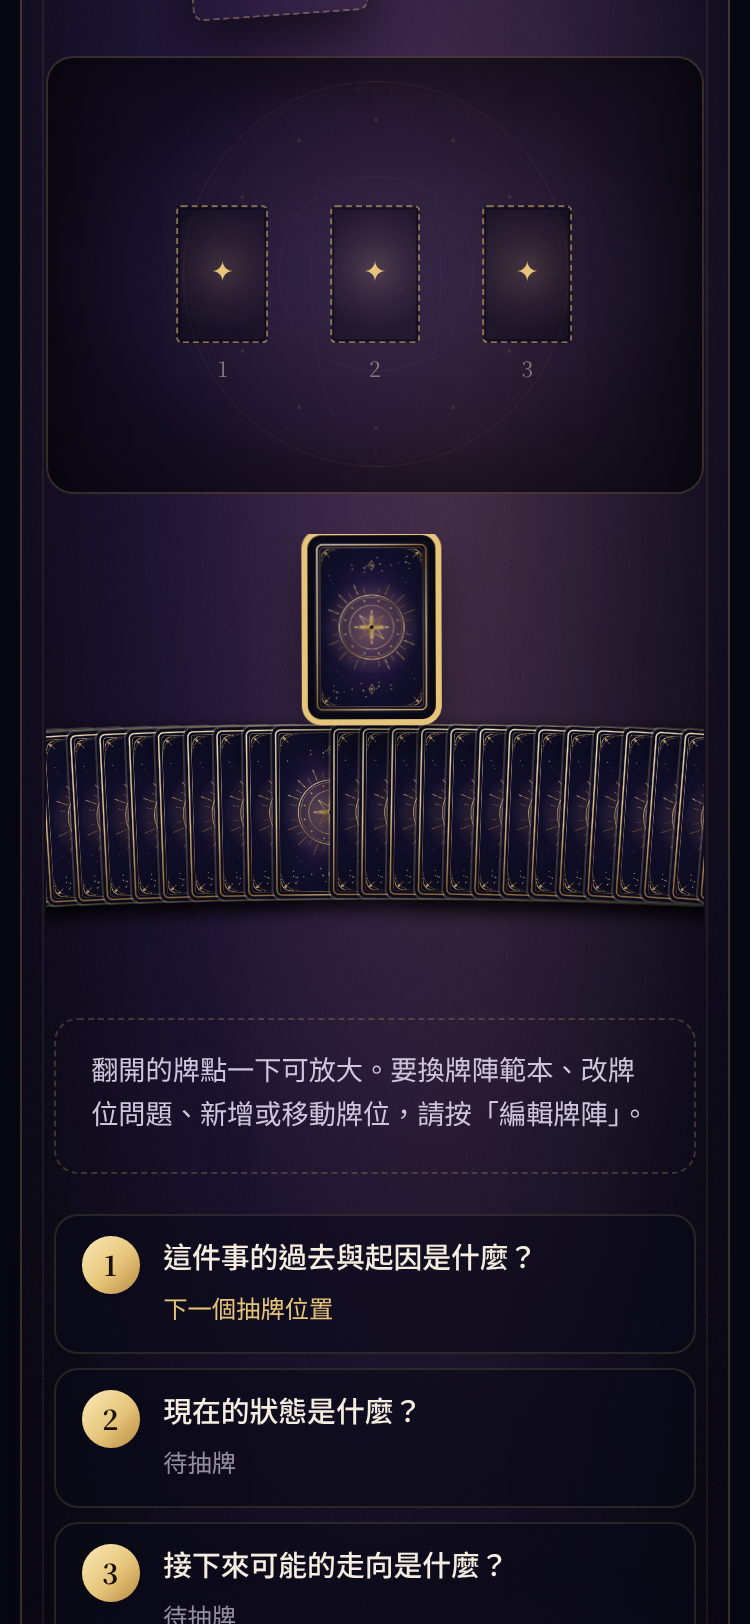 1
2
3
翻開的牌點一下可放大。要換牌陣範本、改牌
位問題、新增或移動牌位，請按「編輯牌陣」。
1
這件事的過去與起因是什麼？
下一個抽牌位置
2
現在的狀態是什麼？
待抽牌
3
接下來可能的走向是什麼？
待抽牌